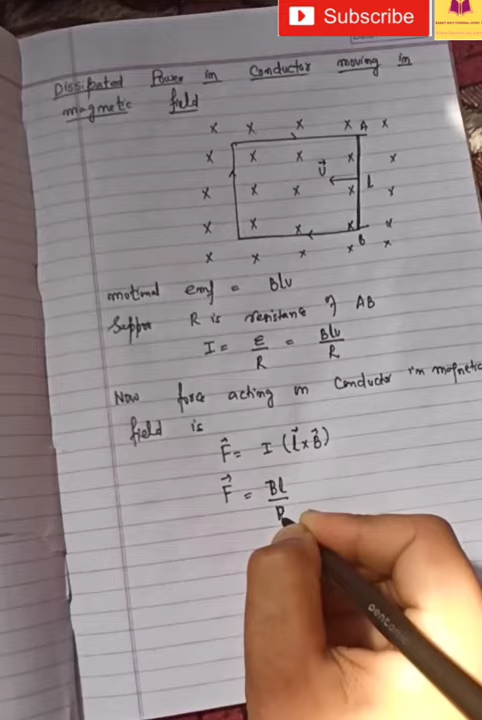 Subscribe
Dissipated Power in Conductor moving in
magnetic field
x x x x A x
x x x x x
v⃗
x x x x l x
x x x x x
B
x x x x x
motional emf = Blv
Suppor R is resistance of AB
I = ε/R = Blv/R
Now force acting on Conductor in magnetic
field is
F⃗ = I (l⃗ x B⃗)
F⃗ = Bl/R